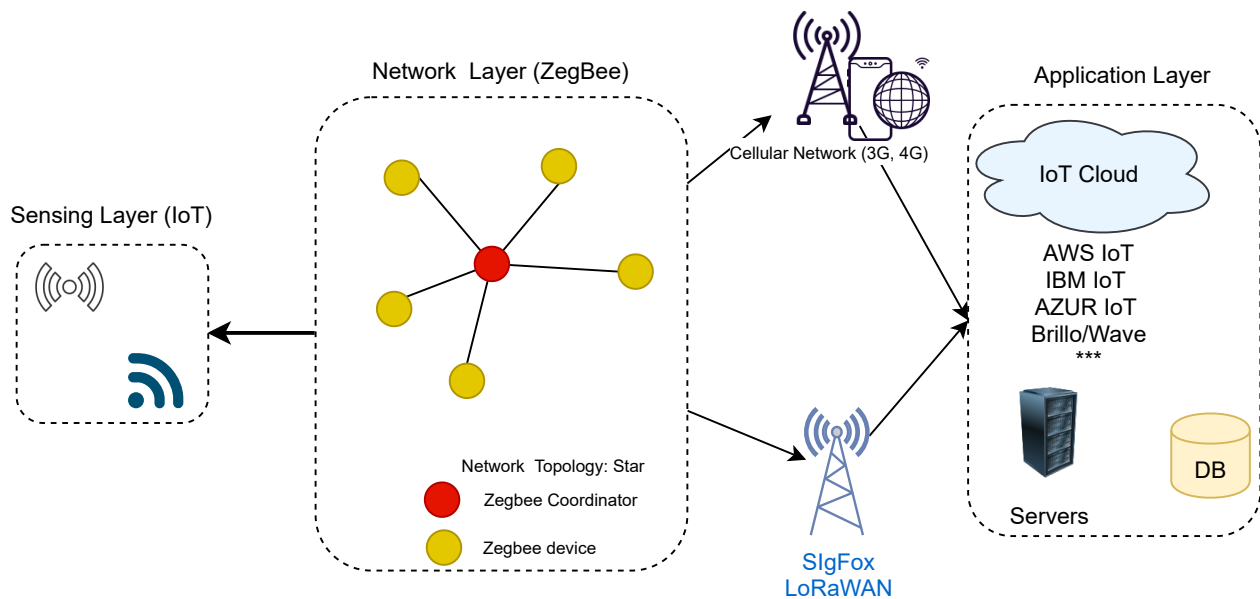 Sensing Layer (IoT)
Network Layer (ZegBee)
Network Topology: Star
Zegbee Coordinator
Zegbee device
Cellular Network (3G, 4G)
SIgFox
LoRaWAN
Application Layer
IoT Cloud
AWS IoT
IBM IoT
AZUR IoT
Brillo/Wave
***
Servers
DB